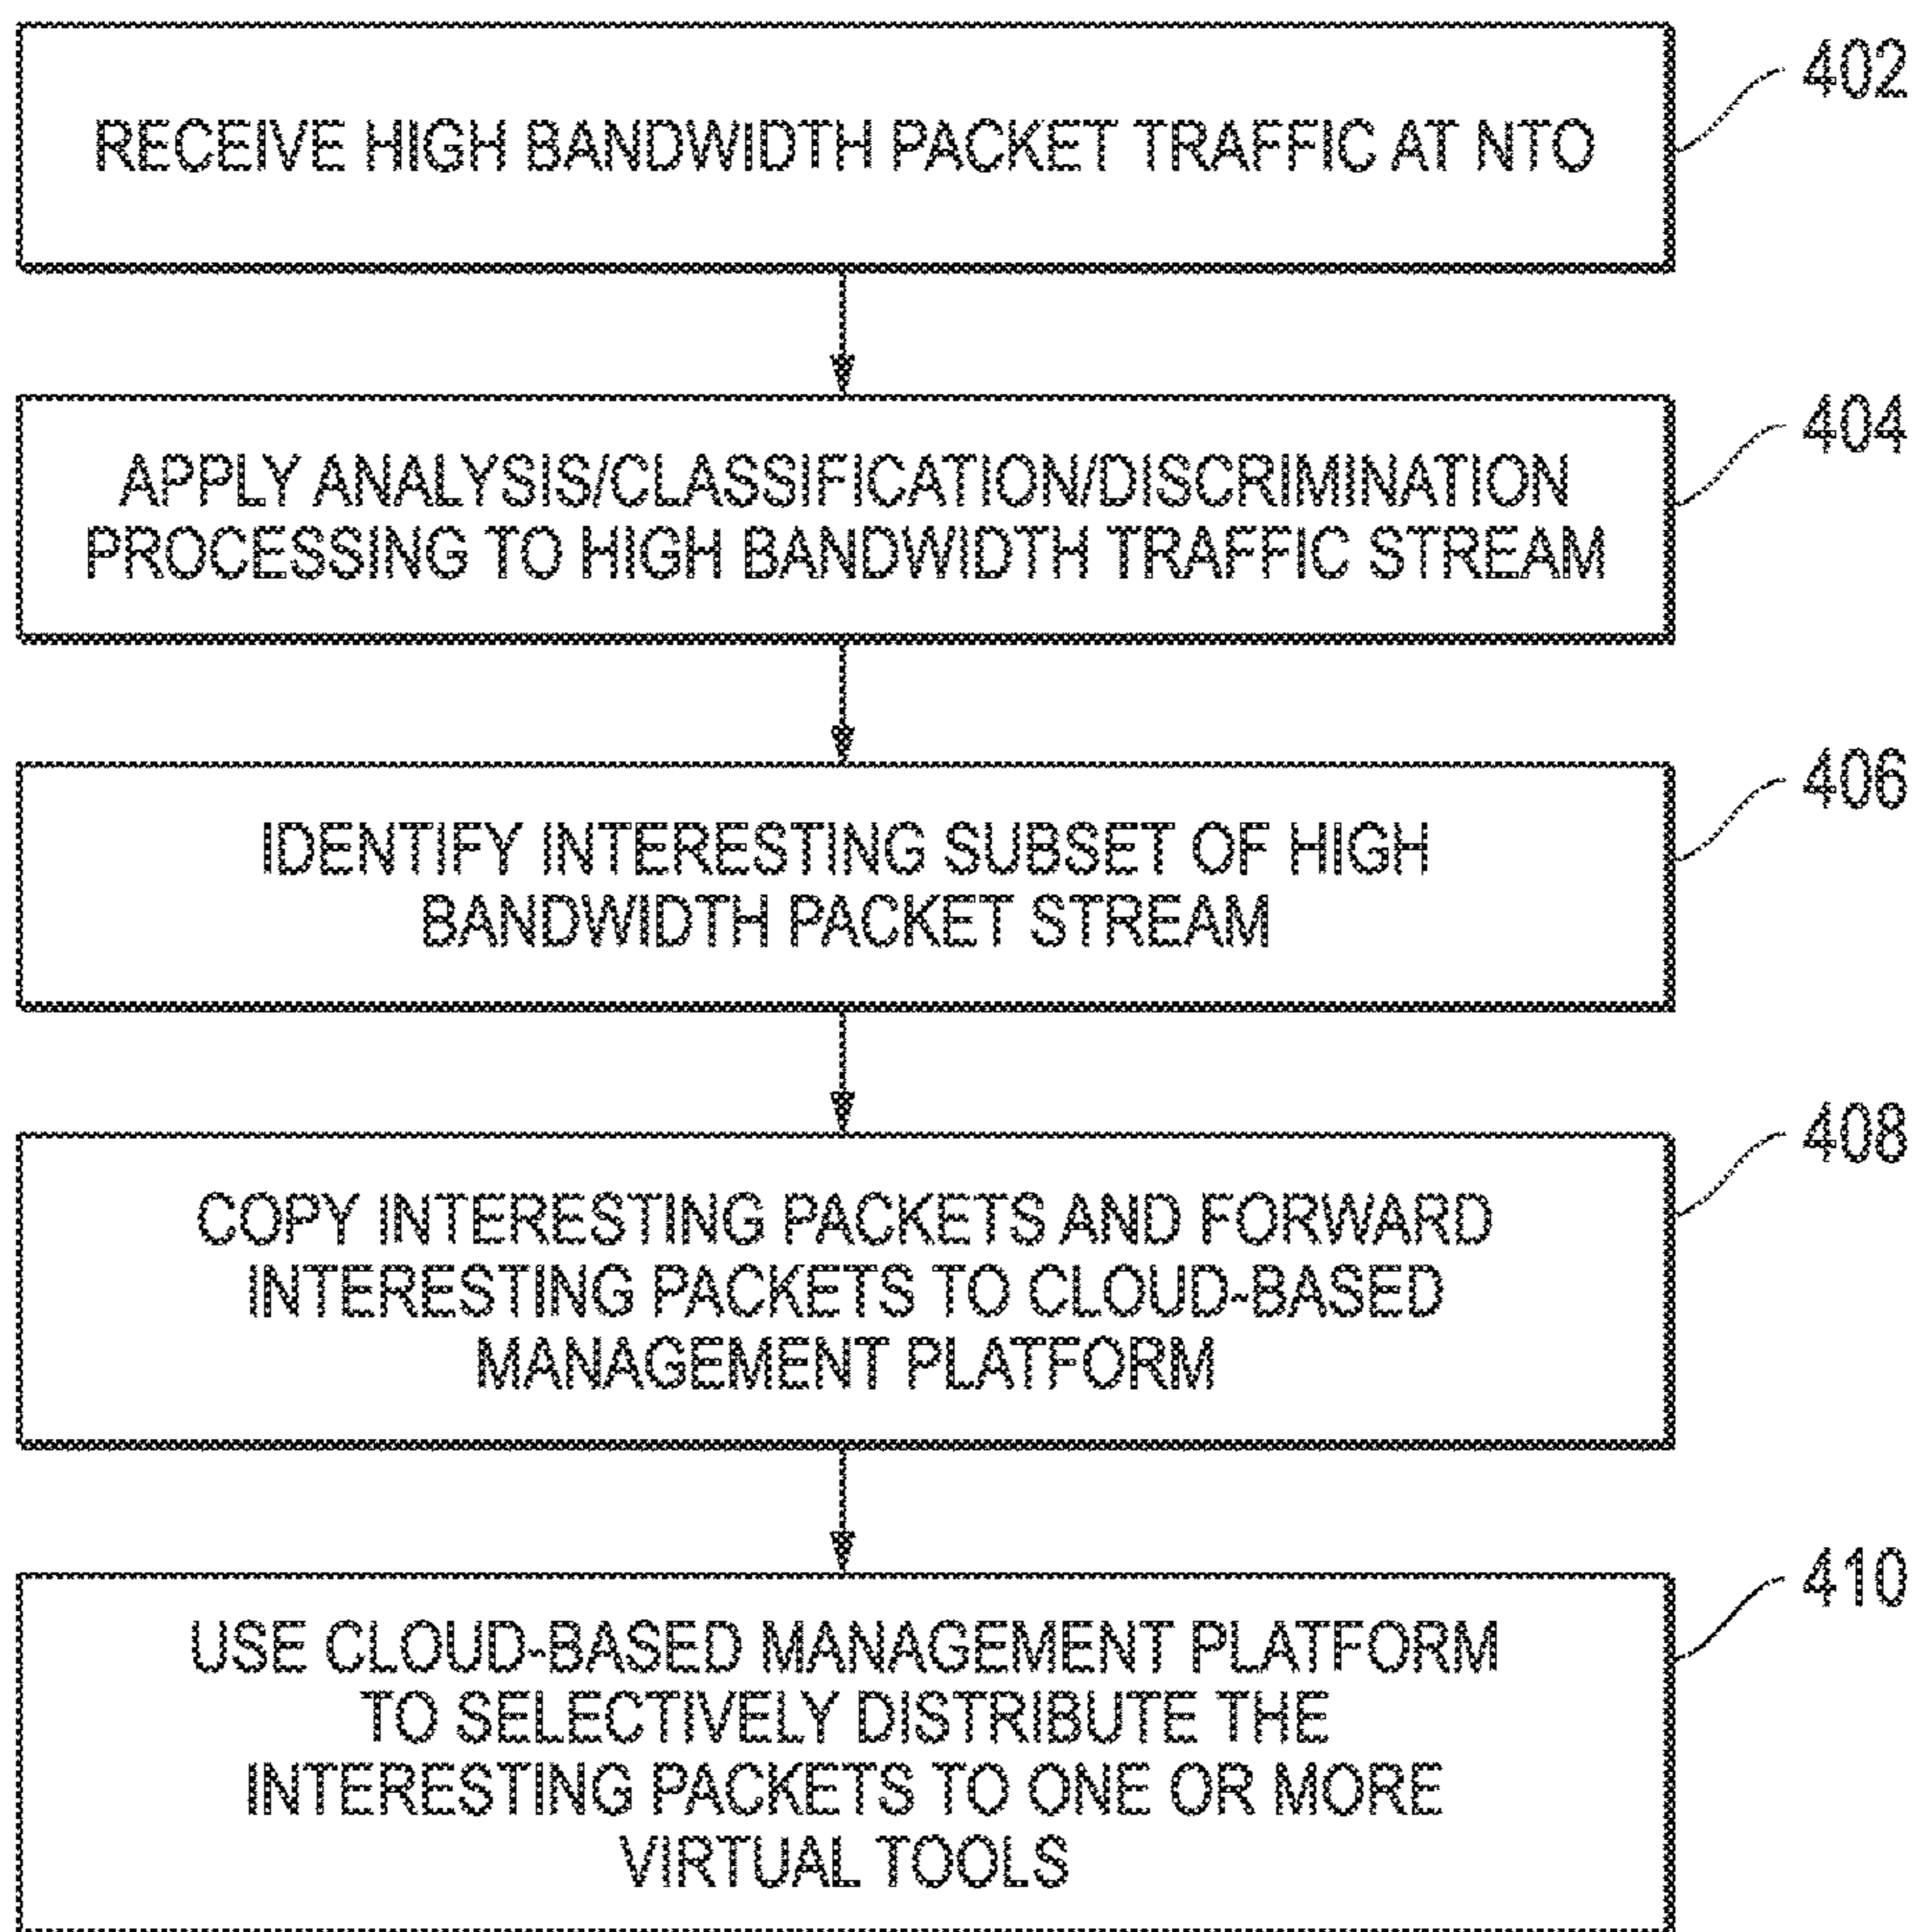 RECEIVE HIGH BANDWIDTH PACKET TRAFFIC AT NTO
402
APPLY ANALYSIS/CLASSIFICATION/DISCRIMINATION
PROCESSING TO HIGH BANDWIDTH TRAFFIC STREAM
404
IDENTIFY INTERESTING SUBSET OF HIGH
BANDWIDTH PACKET STREAM
406
COPY INTERESTING PACKETS AND FORWARD
INTERESTING PACKETS TO CLOUD-BASED
MANAGEMENT PLATFORM
408
USE CLOUD-BASED MANAGEMENT PLATFORM
TO SELECTIVELY DISTRIBUTE THE
INTERESTING PACKETS TO ONE OR MORE
VIRTUAL TOOLS
410